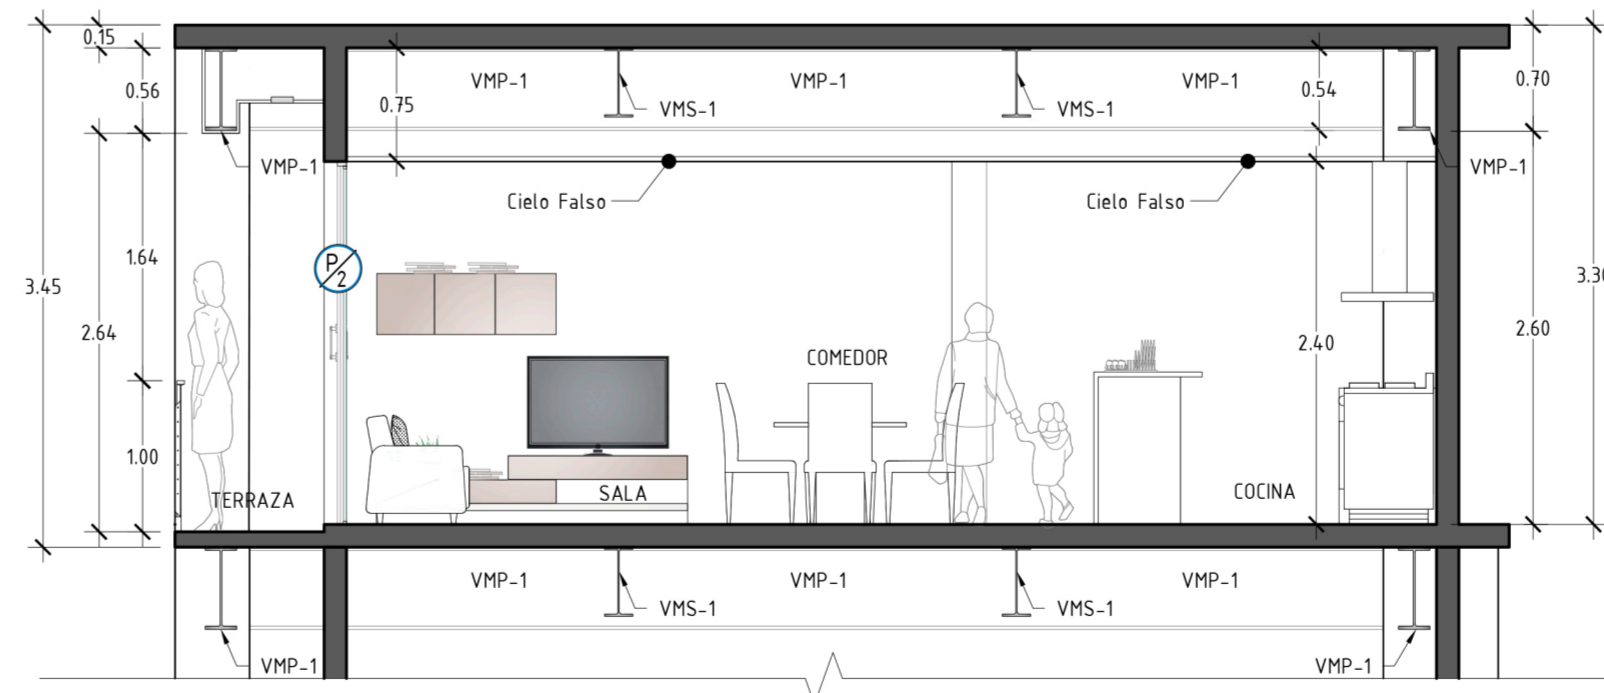 0.15
0.56
0.75
VMP-1
VMS-1
VMP-1
VMS-1
VMP-1
0.54
0.70
VMP-1
VMP-1
Cielo Falso
Cielo Falso
P
2
1.64
3.45
2.64
1.00
3.30
2.60
2.40
COMEDOR
TERRAZA
SALA
COCINA
VMP-1
VMS-1
VMP-1
VMS-1
VMP-1
VMP-1
VMP-1